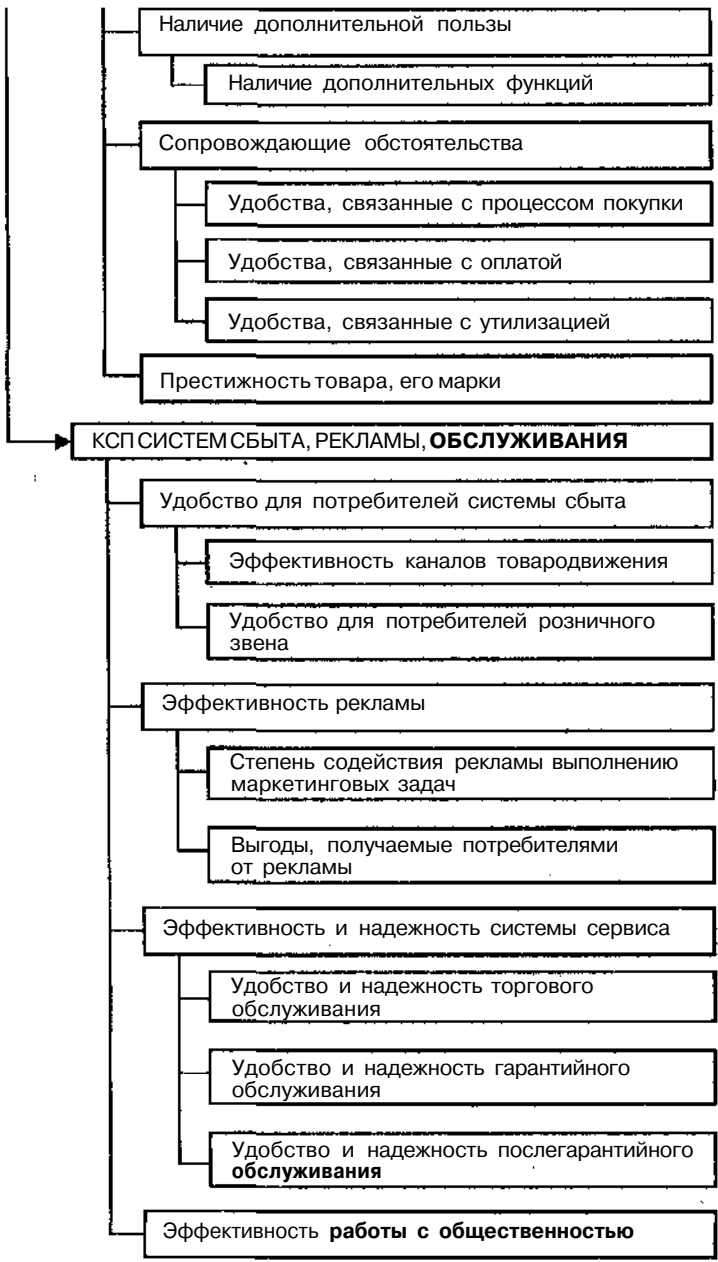 Наличие дополнительной пользы
Наличие дополнительных функций
Сопровождающие обстоятельства
Удобства, связанные с процессом покупки
Удобства, связанные с оплатой
Удобства, связанные с утилизацией
Престижность товара, его марки
КСП СИСТЕМ СБЫТА, РЕКЛАМЫ, ОБСЛУЖИВАНИЯ
Удобство для потребителей системы сбыта
Эффективность каналов товародвижения
Удобство для потребителей розничного
звена
Эффективность рекламы
Степень содействия рекламы выполнению
маркетинговых задач
Выгоды, получаемые потребителями
от рекламы
Эффективность и надежность системы сервиса
Удобство и надежность торгового
обслуживания
Удобство и надежность гарантийного
обслуживания
Удобство и надежность послегарантийного
обслуживания
Эффективность работы с общественностью